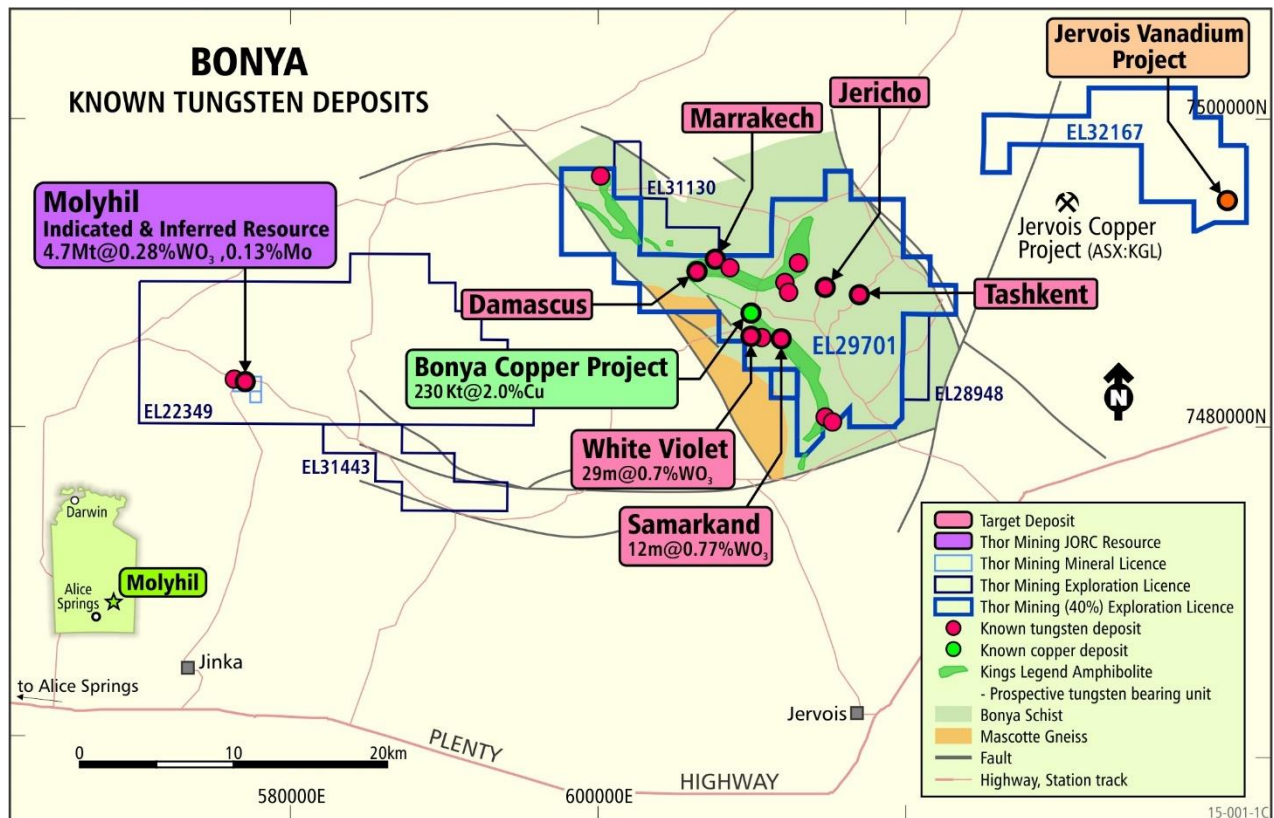 BONYA
KNOWN TUNGSTEN DEPOSITS
Jervois Vanadium
Project
7500000N
EL32167
Jericho
Marrakech
EL31130
Molyhil
Indicated & Inferred Resource
4.7Mt@0.28%WO₃ ,0.13%Mo
Jervois Copper
Project (ASX:KGL)
Damascus
Tashkent
EL29701
Bonya Copper Project
230 Kt@2.0%Cu
EL28948
N
EL22349
7480000N
White Violet
29m@0.7%WO₃
EL31443
Samarkand
12m@0.77%WO₃
Darwin
Alice
Springs
Molyhil
Target Deposit
Thor Mining JORC Resource
Thor Mining Mineral Licence
Thor Mining Exploration Licence
Thor Mining (40%) Exploration Licence
Known tungsten deposit
Known copper deposit
Kings Legend Amphibolite
- Prospective tungsten bearing unit
Bonya Schist
Mascotte Gneiss
Fault
Highway, Station track
Jinka
to Alice Springs
Jervois
PLENTY
HIGHWAY
0 10 20km
580000E
600000E
15-001-1C